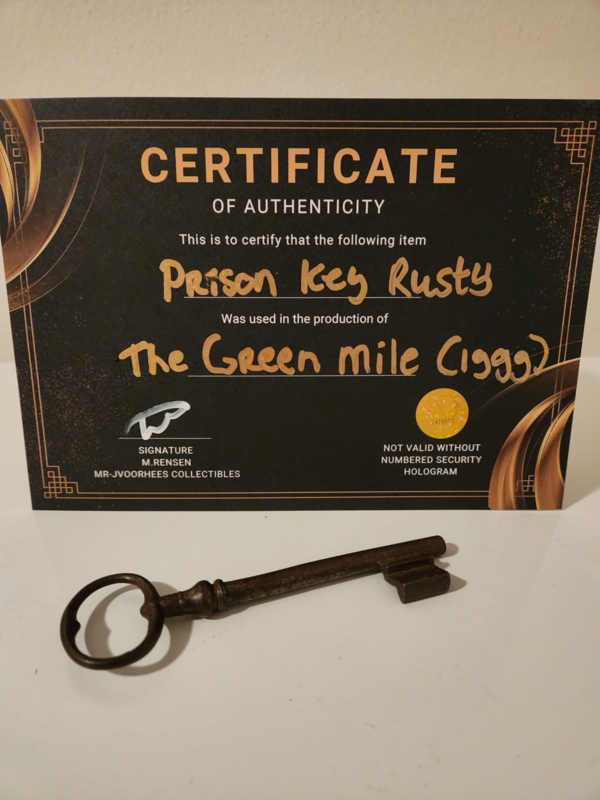 CERTIFICATE
OF AUTHENTICITY
This is to certify that the following item
Prison Key Rusty
Was used in the production of
The Green Mile (1999)
SIGNATURE
M.RENSEN
MR-JVOORHEES COLLECTIBLES
NOT VALID WITHOUT
NUMBERED SECURITY
HOLOGRAM